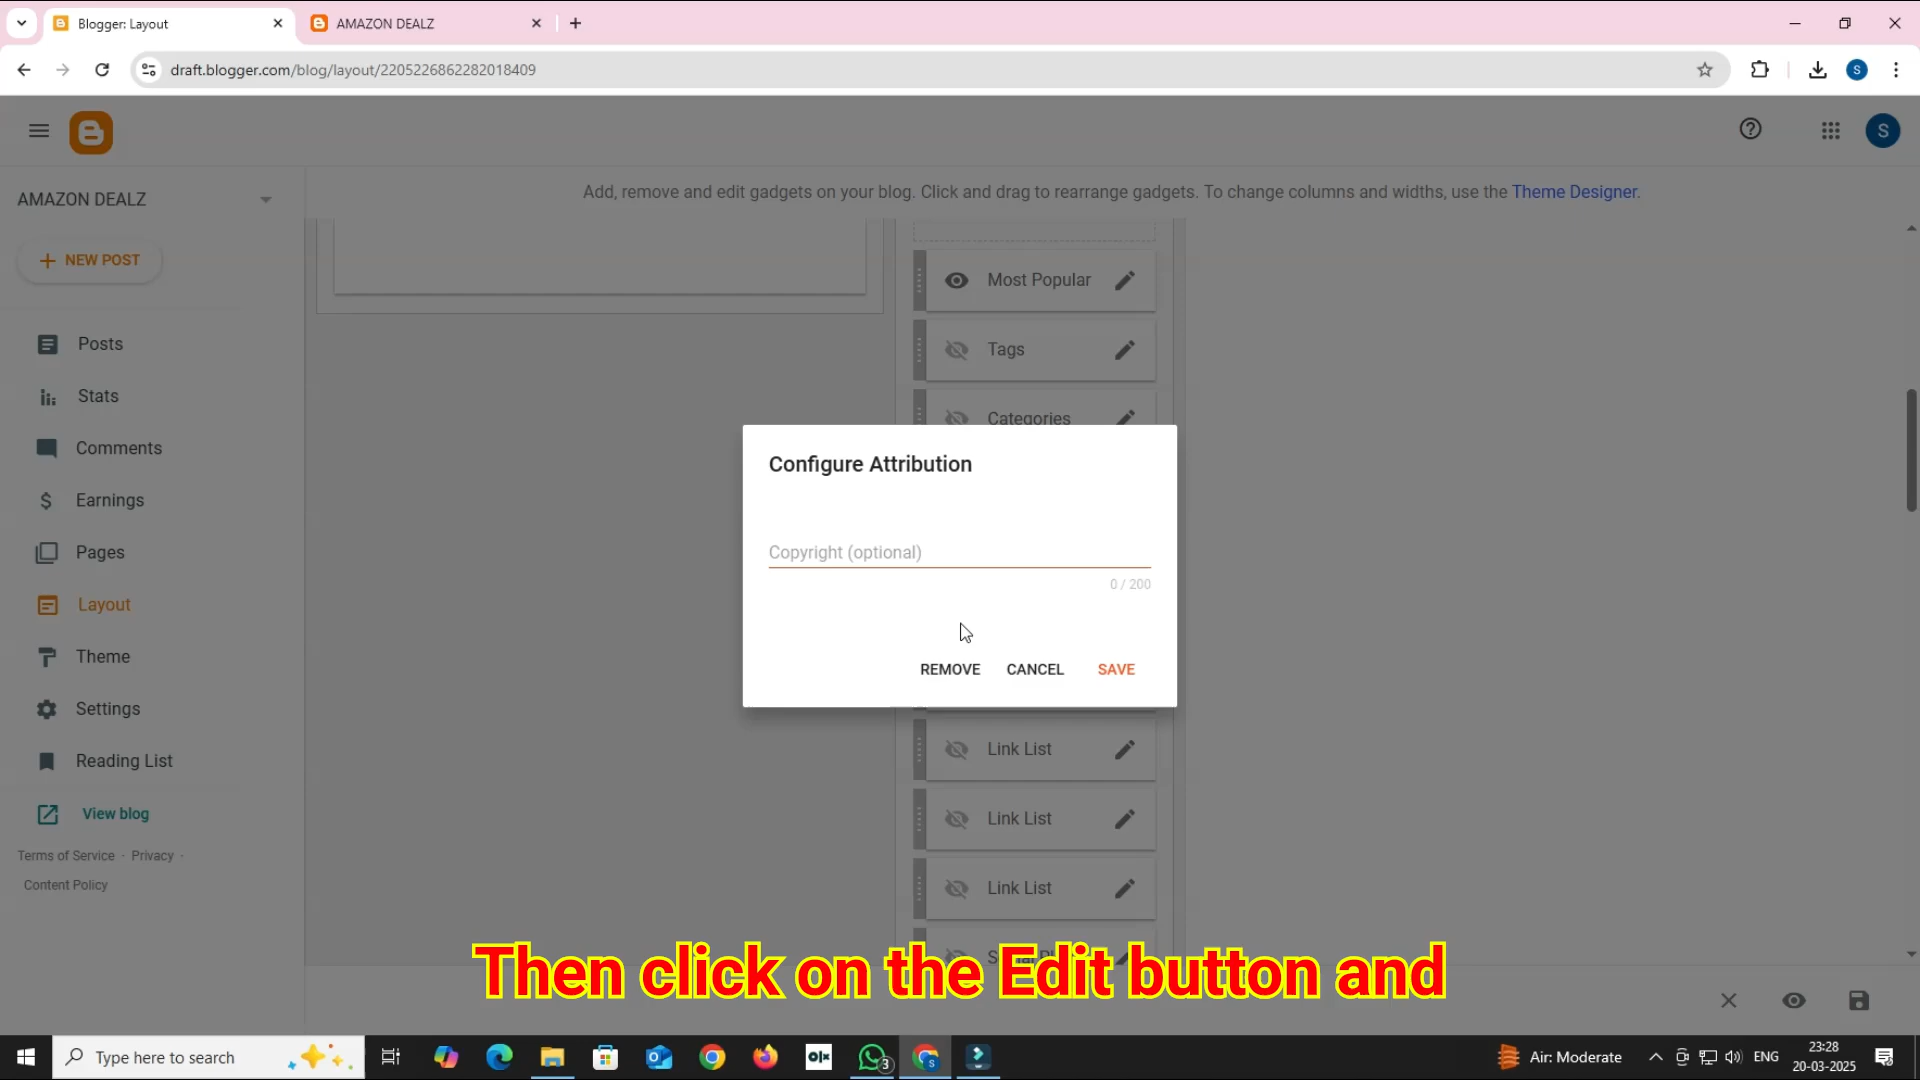 Blogger: Layout
AMAZON DEALZ
draft.blogger.com/blog/layout/2205226862282018409
S
S
AMAZON DEALZ
Add, remove and edit gadgets on your blog. Click and drag to rearrange gadgets. To change columns and widths, use the Theme Designer.
NEW POST
Posts
Stats
Comments
Earnings
Pages
Layout
Theme
Settings
Reading List
View blog
Terms of Service · Privacy ·
Content Policy
Most Popular
Tags
Categories
Configure Attribution
Copyright (optional)
0 / 200
REMOVE CANCEL SAVE
Link List
Link List
Link List
Then click on the Edit button and
Type here to search
olx
3
S
Air: Moderate
ENG
23:28
20-03-2025